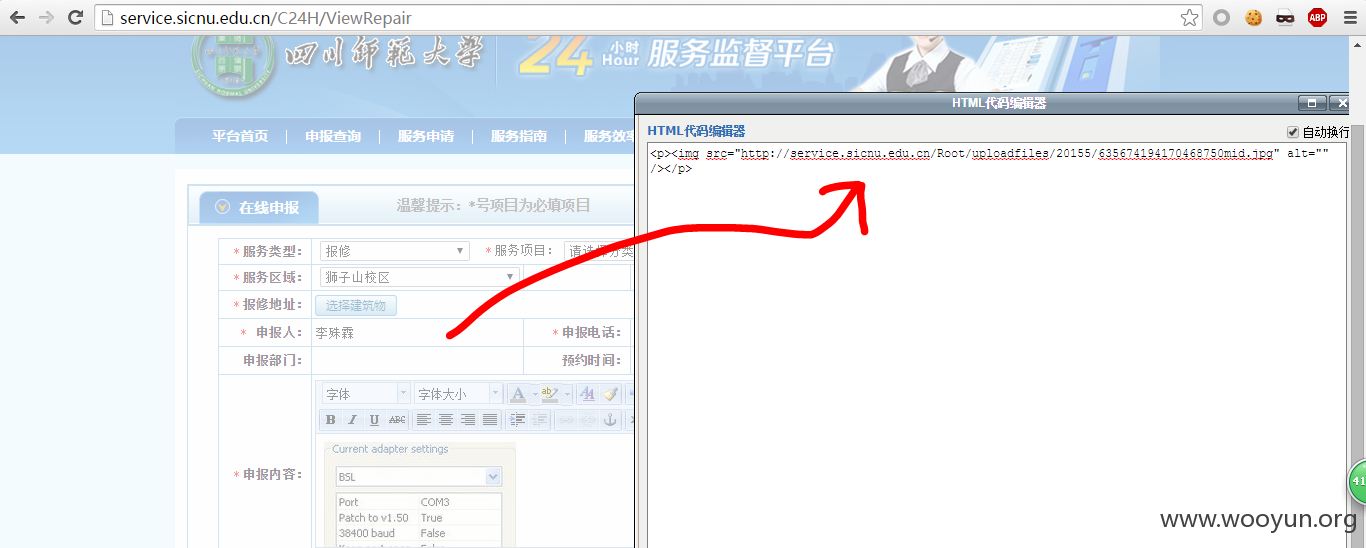 service.sicnu.edu.cn/C24H/ViewRepair
ABP
四川师范大学
24 小时 Hour 服务监督平台
平台首页 | 申报查询 | 服务申请 | 服务指南 | 服务效率
在线申报 温馨提示：*号项目为必填项目
* 服务类型： 报修 * 服务项目： 请选择分类
* 服务区域： 狮子山校区
* 报修地址： 选择建筑物
* 申报人： 李殊霖 * 申报电话：
申报部门： 预约时间：
字体 字体大小
B I U ABC
* 申报内容：
Current adapter settings
BSL
Port COM3
Patch to v1.50 True
38400 baud False
HTML代码编辑器
HTML代码编辑器 自动换行
<p><img src="http://service.sicnu.edu.cn/Root/uploadfiles/20155/635674194170468750mid.jpg" alt=""
/></p>
41
www.wooyun.org